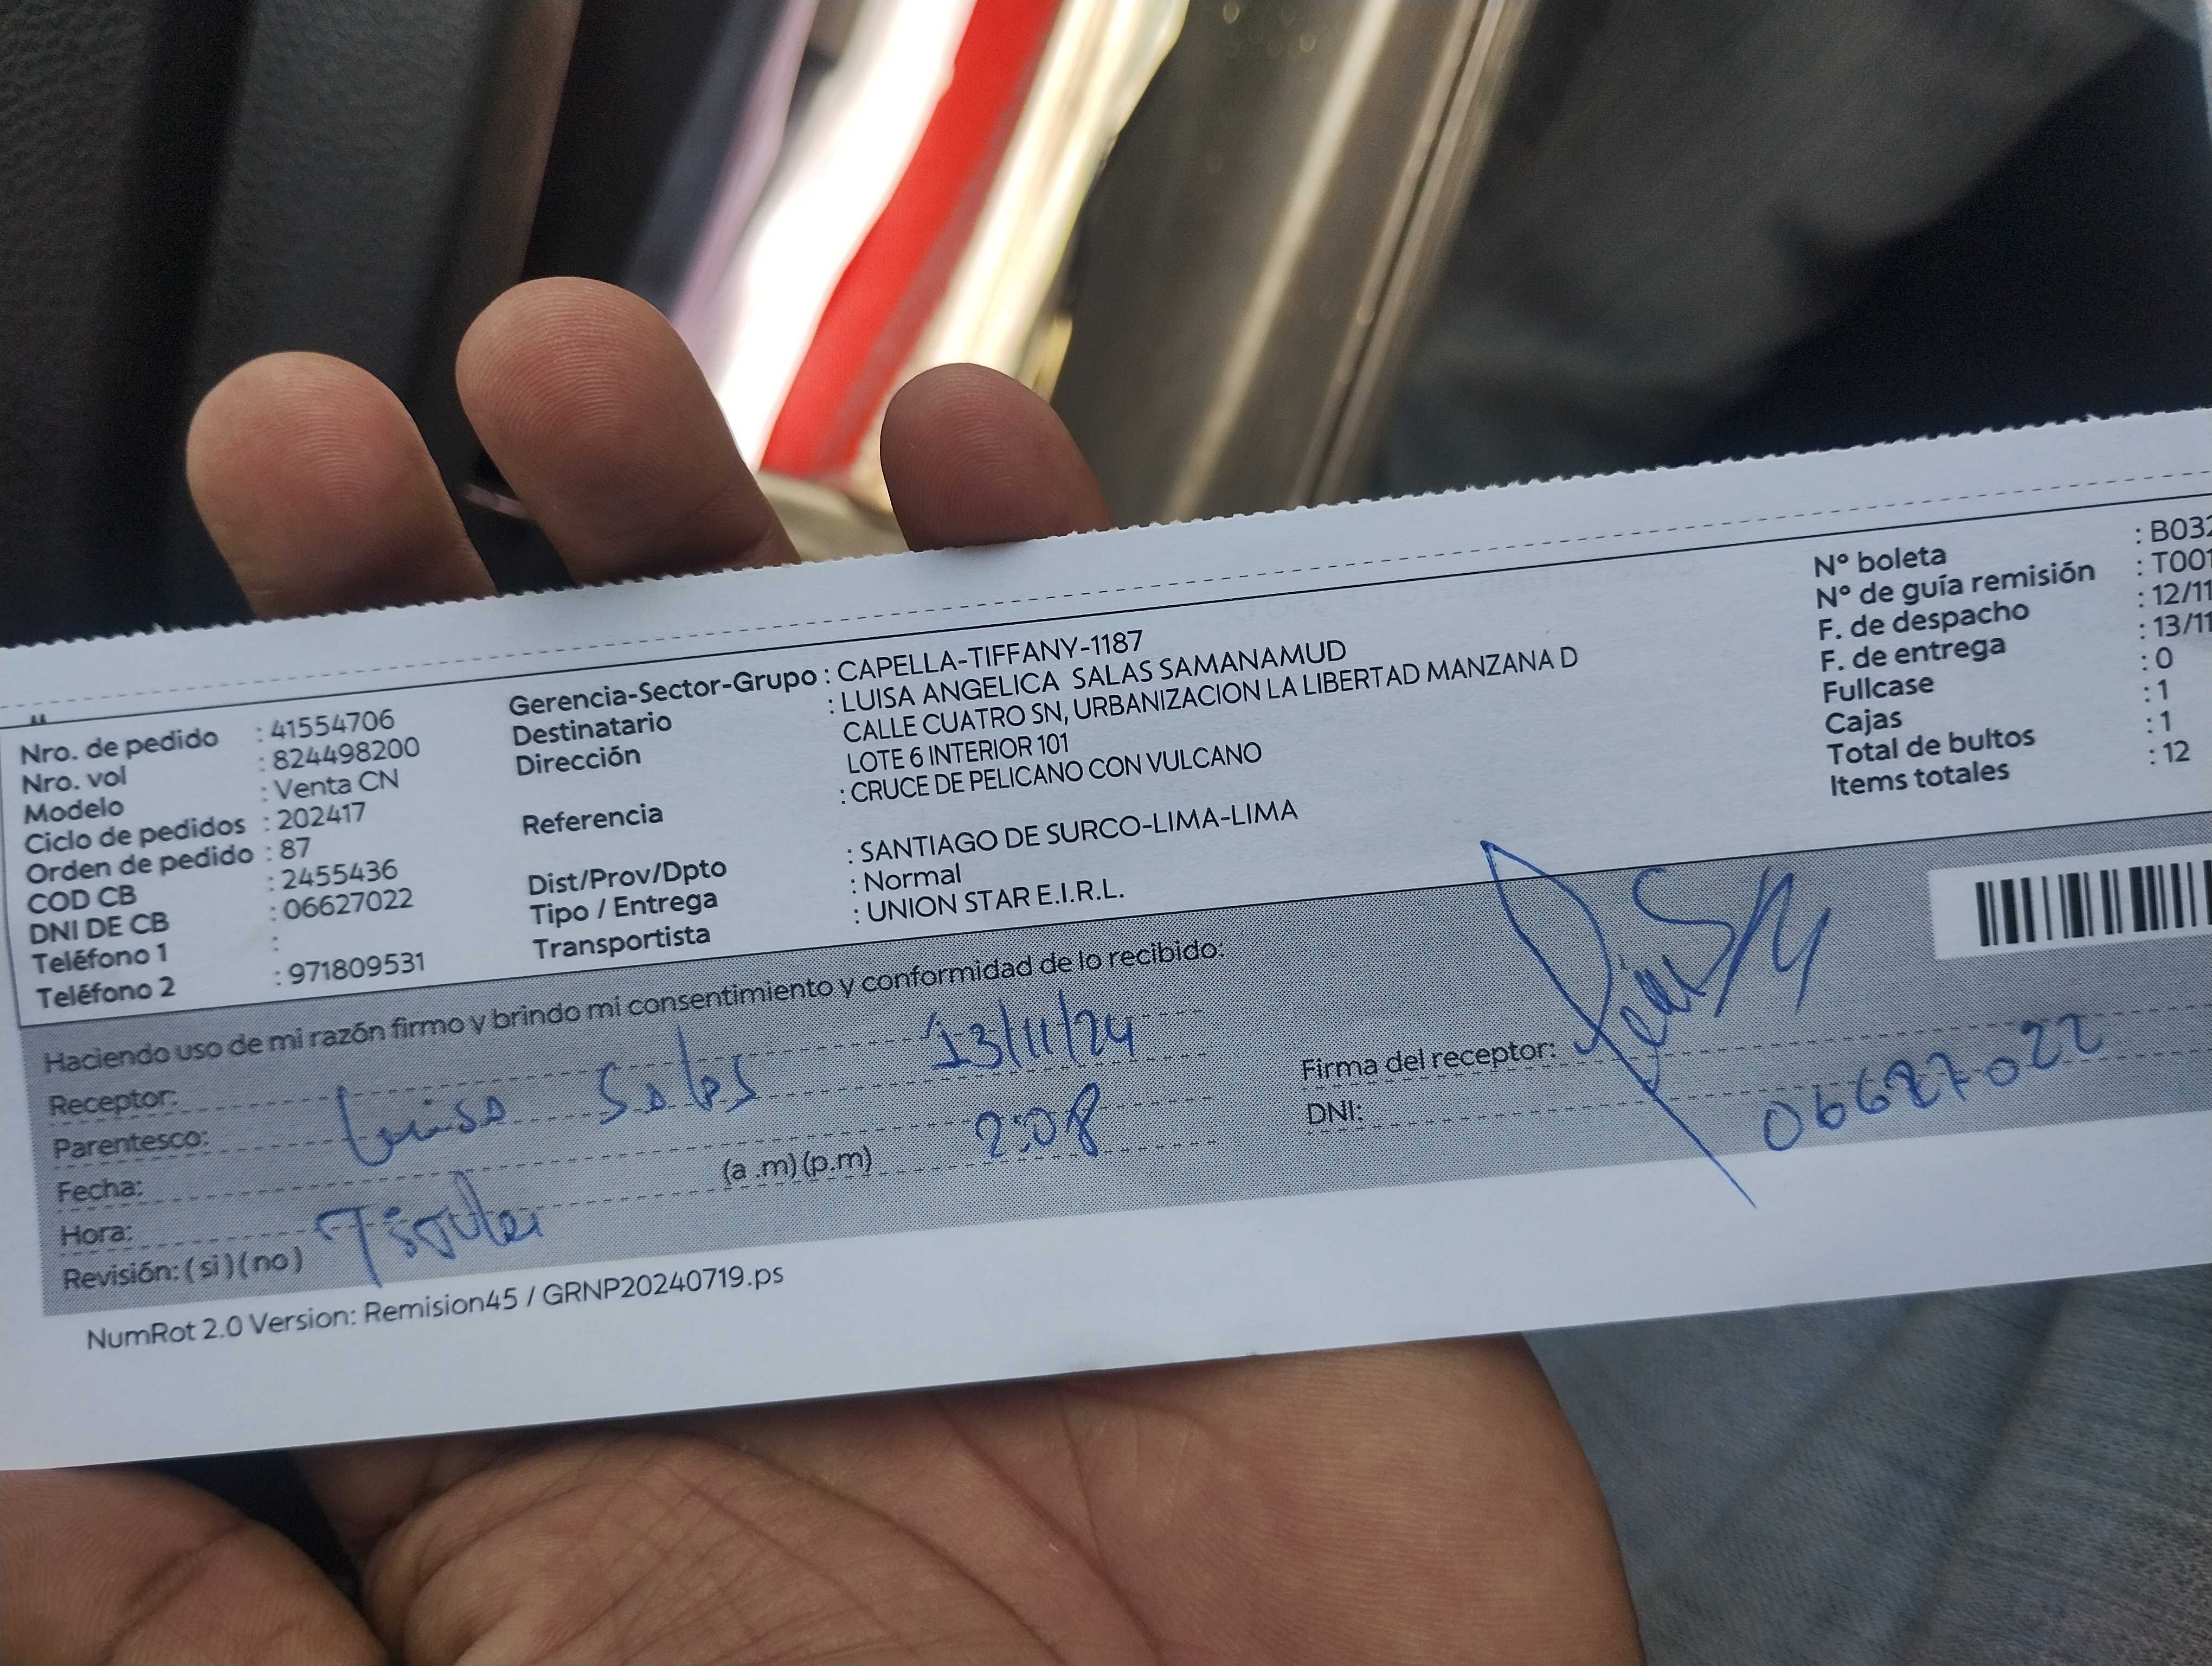 Nro. de pedido : 41554706
Nro. vol : 824498200
Modelo : Venta CN
Ciclo de pedidos : 202417
Orden de pedido : 87
COD CB : 2455436
DNI DE CB : 06627022
Teléfono 1 :
Teléfono 2 : 971809531
Gerencia-Sector-Grupo : CAPELLA-TIFFANY-1187
Destinatario : LUISA ANGELICA SALAS SAMANAMUD
Dirección CALLE CUATRO SN, URBANIZACION LA LIBERTAD MANZANA D
LOTE 6 INTERIOR 101
Referencia : CRUCE DE PELICANO CON VULCANO
Dist/Prov/Dpto : SANTIAGO DE SURCO-LIMA-LIMA
Tipo / Entrega : Normal
Transportista : UNION STAR E.I.R.L.
Nº boleta : B032
Nº de guía remisión : T001
F. de despacho : 12/11
F. de entrega : 13/11
Fullcase : 0
Cajas : 1
Total de bultos : 1
Items totales : 12
Haciendo uso de mi razón firmo y brindo mi consentimiento y conformidad de lo recibido:
Receptor: Luisa Salas 13/11/24
Parentesco:
Fecha: (a .m) (p.m) 2:08
Hora:
Revisión: ( si ) ( no ) Titular
Firma del receptor:
DNI: 06627022
NumRot 2.0 Version: Remision45 / GRNP20240719.ps